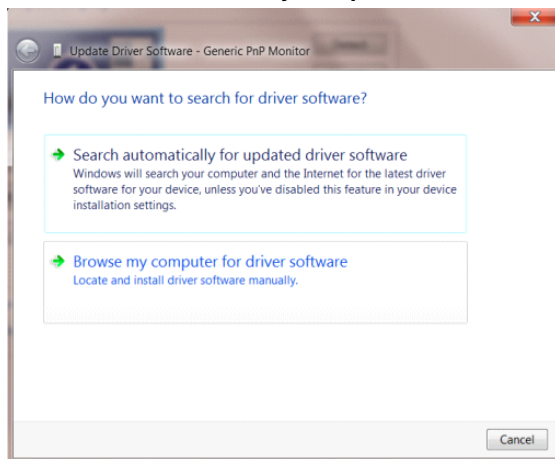 Update Driver Software - Generic PnP Monitor
How do you want to search for driver software?
Search automatically for updated driver software
Windows will search your computer and the Internet for the latest driver
software for your device, unless you've disabled this feature in your device
installation settings.
Browse my computer for driver software
Locate and install driver software manually.
Cancel